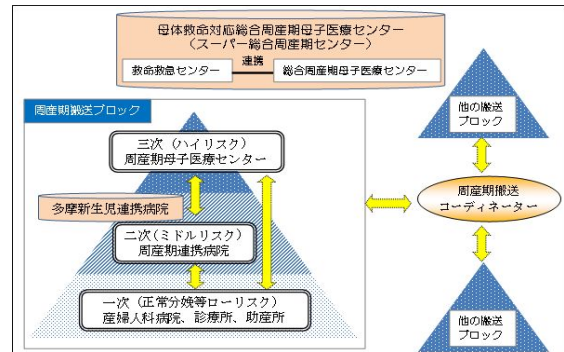 母体救命対応総合周産期母子医療センター
（スーパー総合周産期センター）
連携
救命救急センター
総合周産期母子医療センター
周産期搬送ブロック
三次（ハイリスク）
周産期母子医療センター
多摩新生児連携病院
二次（ミドルリスク）
周産期連携病院
一次（正常分娩等ローリスク）
産婦人科病院、診療所、助産所
他の搬送
ブロック
周産期搬送
コーディネーター
他の搬送
ブロック